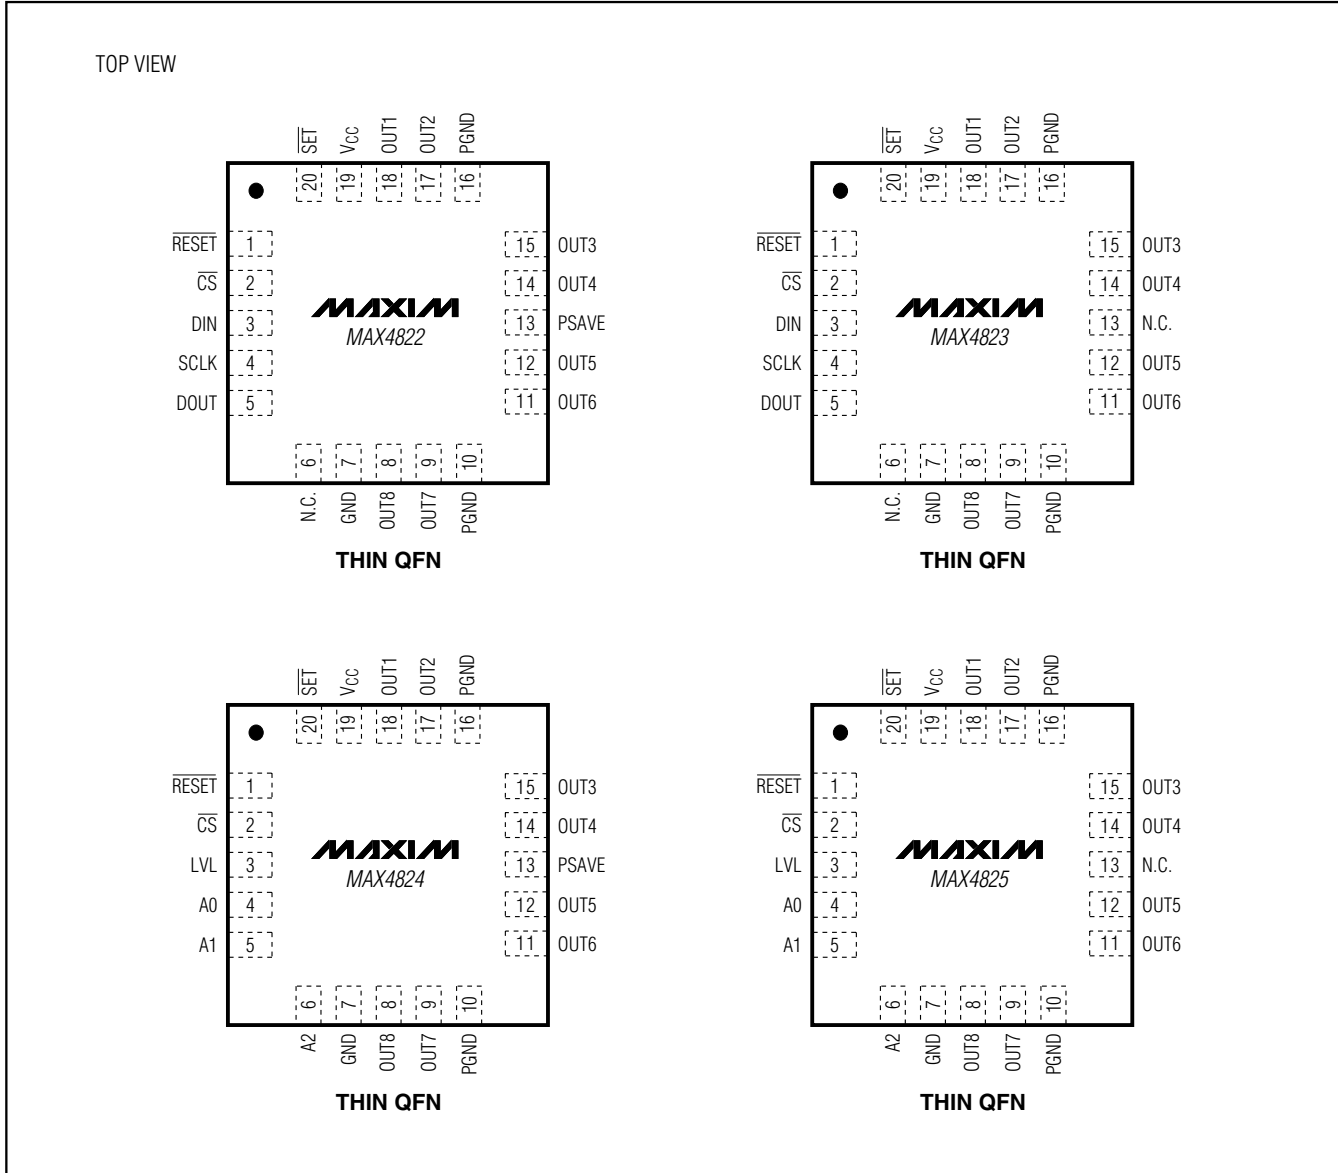 TOP VIEW
SET VCC OUT1 OUT2 PGND
20 19 18 17 16
RESET 1 15 OUT3
CS 2 14 OUT4
DIN 3 13 PSAVE
SCLK 4 12 OUT5
DOUT 5 11 OUT6
MAXIM
MAX4822
6 7 8 9 10
N.C. GND OUT8 OUT7 PGND
THIN QFN
SET VCC OUT1 OUT2 PGND
20 19 18 17 16
RESET 1 15 OUT3
CS 2 14 OUT4
DIN 3 13 N.C.
SCLK 4 12 OUT5
DOUT 5 11 OUT6
MAXIM
MAX4823
6 7 8 9 10
N.C. GND OUT8 OUT7 PGND
THIN QFN
SET VCC OUT1 OUT2 PGND
20 19 18 17 16
RESET 1 15 OUT3
CS 2 14 OUT4
LVL 3 13 PSAVE
A0 4 12 OUT5
A1 5 11 OUT6
MAXIM
MAX4824
6 7 8 9 10
A2 GND OUT8 OUT7 PGND
THIN QFN
SET VCC OUT1 OUT2 PGND
20 19 18 17 16
RESET 1 15 OUT3
CS 2 14 OUT4
LVL 3 13 N.C.
A0 4 12 OUT5
A1 5 11 OUT6
MAXIM
MAX4825
6 7 8 9 10
A2 GND OUT8 OUT7 PGND
THIN QFN